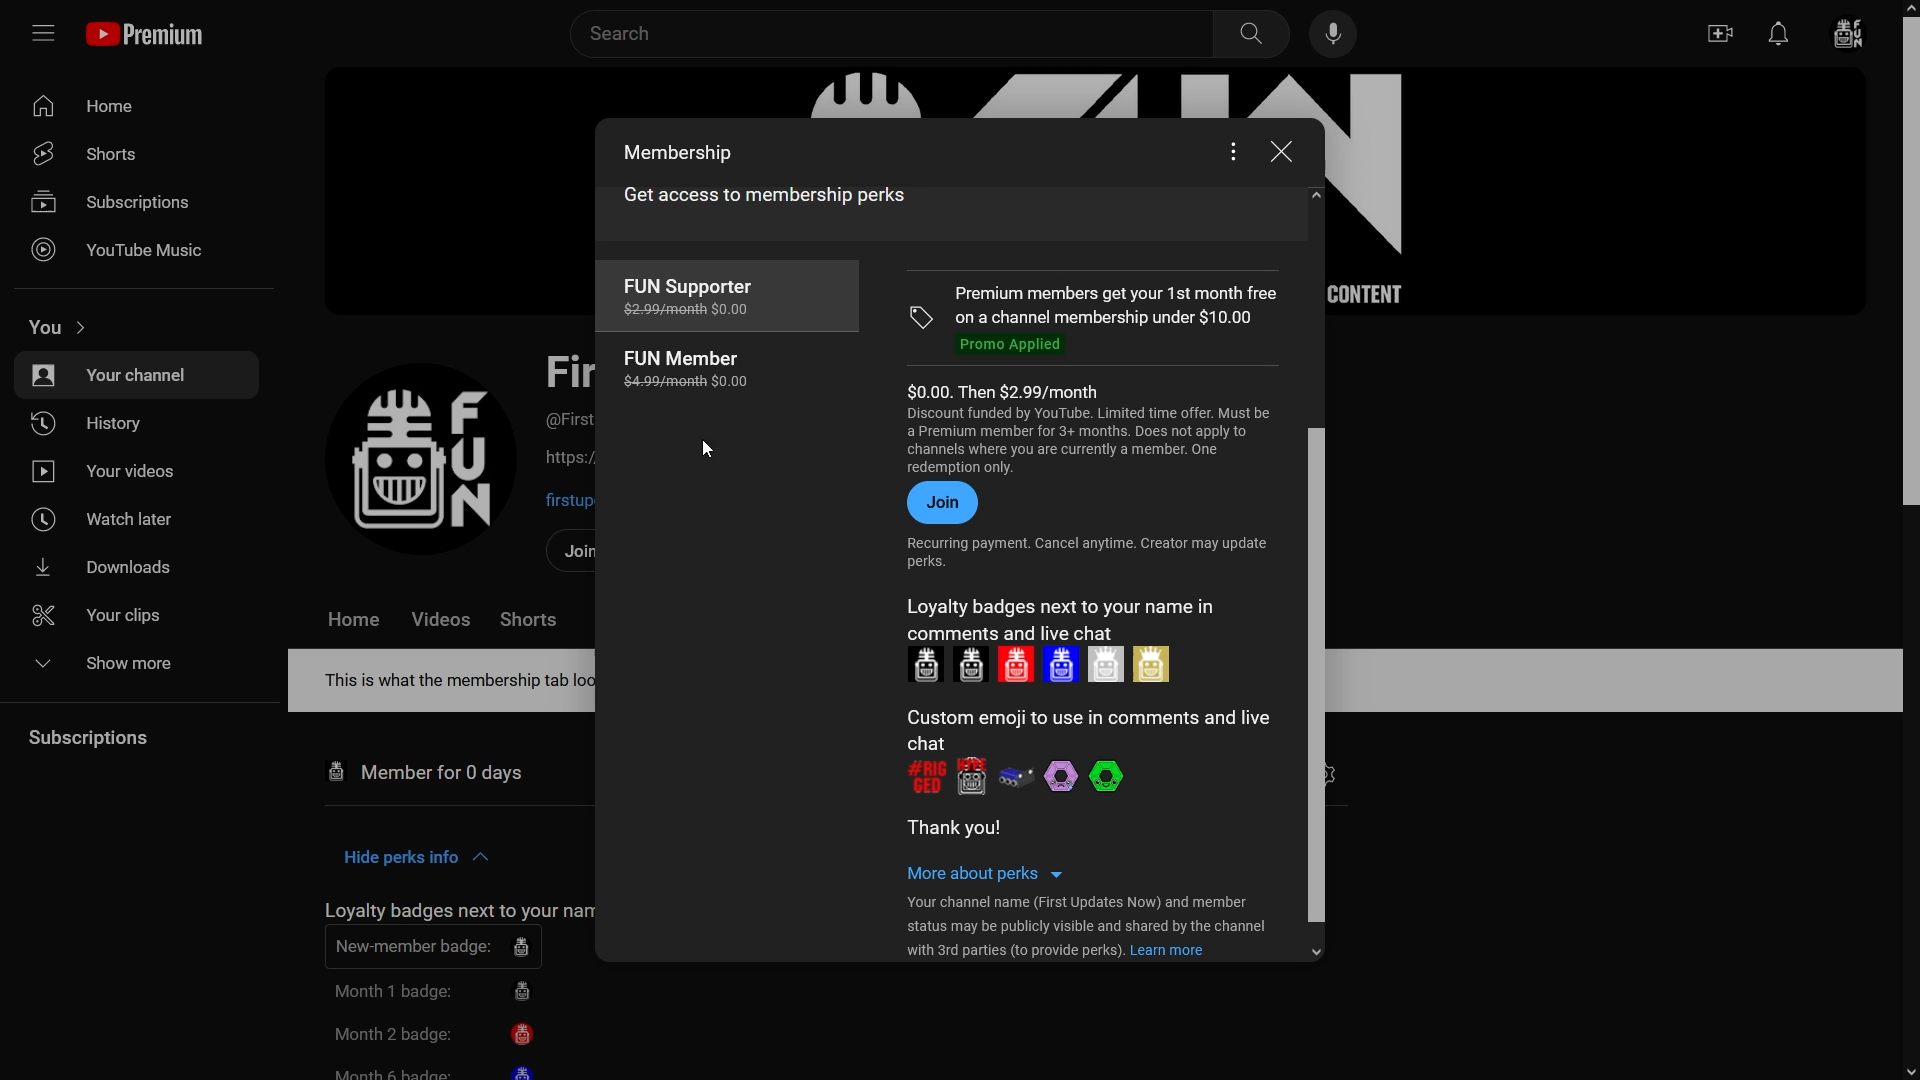 Premium
Search
Home
Shorts
Subscriptions
YouTube Music
You
Your channel
History
Your videos
Watch later
Downloads
Your clips
Show more
Subscriptions
CONTENT
FUN
Fir
@First
https:/
firstup
Join
Home Videos Shorts
This is what the membership tab loo
Member for 0 days
Hide perks info
Loyalty badges next to your nam
New-member badge:
Month 1 badge:
Month 2 badge:
Month 6 badge:
Membership
Get access to membership perks
FUN Supporter
$2.99/month $0.00
FUN Member
$4.99/month $0.00
Premium members get your 1st month free
on a channel membership under $10.00
Promo Applied
$0.00. Then $2.99/month
Discount funded by YouTube. Limited time offer. Must be
a Premium member for 3+ months. Does not apply to
channels where you are currently a member. One
redemption only.
Join
Recurring payment. Cancel anytime. Creator may update
perks.
Loyalty badges next to your name in
comments and live chat
Custom emoji to use in comments and live
chat
#RIG
GED
HYPE
Thank you!
More about perks
Your channel name (First Updates Now) and member
status may be publicly visible and shared by the channel
with 3rd parties (to provide perks). Learn more